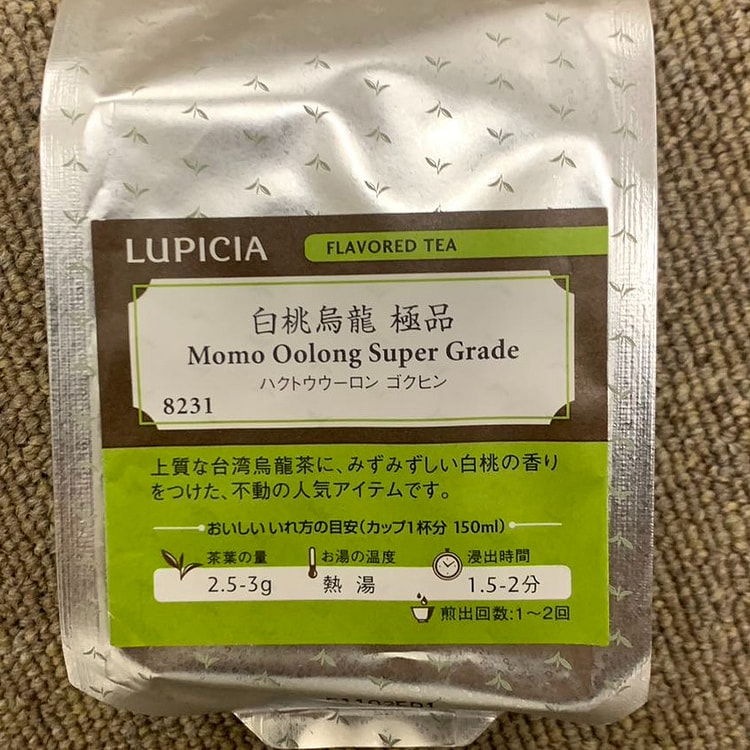 LUPICIA
FLAVORED TEA
白桃烏龍 極品
Momo Oolong Super Grade
ハクトウウーロン ゴクヒン
8231
上質な台湾烏龍茶に、みずみずしい白桃の香り
をつけた、不動の人気アイテムです。
おいしいいれ方の目安(カップ1杯分 150ml)
茶葉の量 お湯の温度 浸出時間
2.5-3g 熱湯 1.5-2分
煎出回数:1〜2回